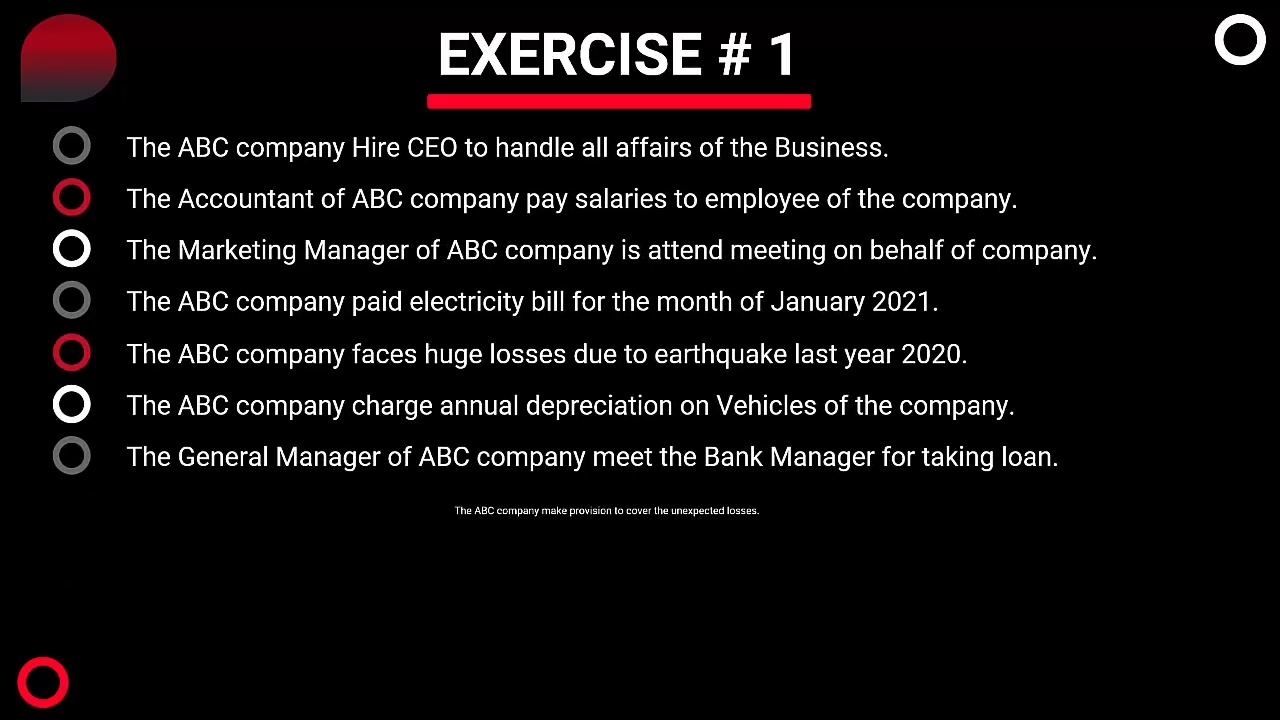 EXERCISE # 1
The ABC company Hire CEO to handle all affairs of the Business.
The Accountant of ABC company pay salaries to employee of the company.
The Marketing Manager of ABC company is attend meeting on behalf of company.
The ABC company paid electricity bill for the month of January 2021.
The ABC company faces huge losses due to earthquake last year 2020.
The ABC company charge annual depreciation on Vehicles of the company.
The General Manager of ABC company meet the Bank Manager for taking loan.
The ABC company make provision to cover the unexpected losses.